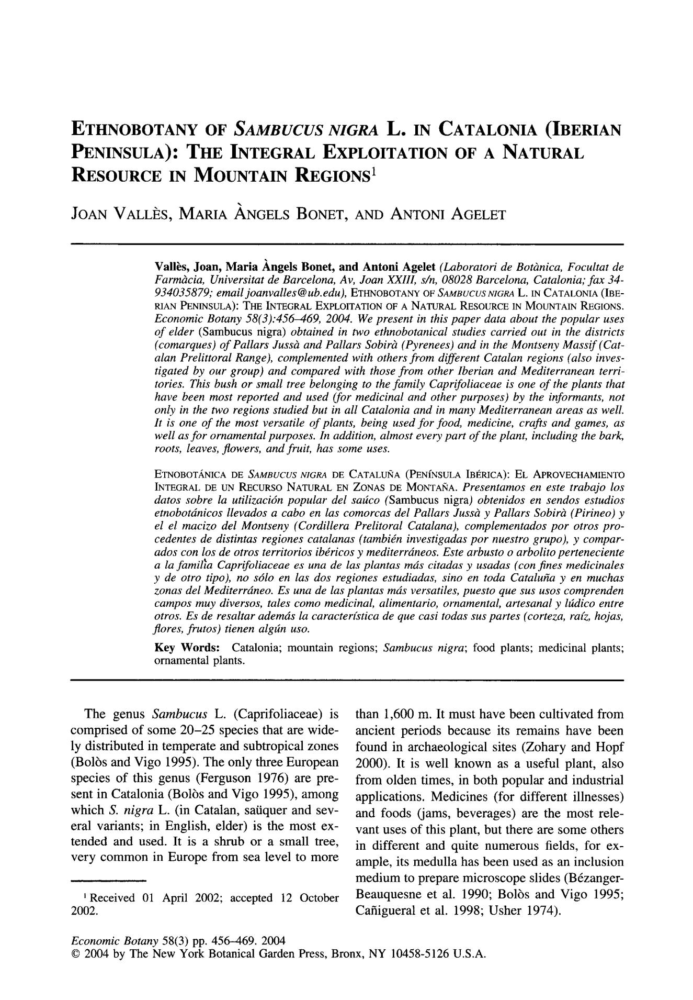 ETHNOBOTANY OF SAMBUCUS NIGRA L. IN CATALONIA (IBERIAN
PENINSULA): THE INTEGRAL EXPLOITATION OF A NATURAL
RESOURCE IN MOUNTAIN REGIONS¹
JOAN VALLÈS, MARIA ÀNGELS BONET, AND ANTONI AGELET
Vallès, Joan, Maria Àngels Bonet, and Antoni Agelet (Laboratori de Botànica, Focultat de
Farmàcia, Universitat de Barcelona, Av, Joan XXIII, s/n, 08028 Barcelona, Catalonia; fax 34-
934035879; email joanvalles@ub.edu), ETHNOBOTANY OF SAMBUCUS NIGRA L. IN CATALONIA (IBE-
RIAN PENINSULA): THE INTEGRAL EXPLOITATION OF A NATURAL RESOURCE IN MOUNTAIN REGIONS.
Economic Botany 58(3):456–469, 2004. We present in this paper data about the popular uses
of elder (Sambucus nigra) obtained in two ethnobotanical studies carried out in the districts
(comarques) of Pallars Jussà and Pallars Sobirà (Pyrenees) and in the Montseny Massif (Cat-
alan Prelittoral Range), complemented with others from different Catalan regions (also inves-
tigated by our group) and compared with those from other Iberian and Mediterranean terri-
tories. This bush or small tree belonging to the family Caprifoliaceae is one of the plants that
have been most reported and used (for medicinal and other purposes) by the informants, not
only in the two regions studied but in all Catalonia and in many Mediterranean areas as well.
It is one of the most versatile of plants, being used for food, medicine, crafts and games, as
well as for ornamental purposes. In addition, almost every part of the plant, including the bark,
roots, leaves, flowers, and fruit, has some uses.
ETNOBOTÁNICA DE SAMBUCUS NIGRA DE CATALUÑA (PENÍNSULA IBÉRICA): EL APROVECHAMIENTO
INTEGRAL DE UN RECURSO NATURAL EN ZONAS DE MONTAÑA. Presentamos en este trabajo los
datos sobre la utilización popular del saúco (Sambucus nigra) obtenidos en sendos estudios
etnobotánicos llevados a cabo en las comorcas del Pallars Jussà y Pallars Sobirà (Pirineo) y
el el macizo del Montseny (Cordillera Prelitoral Catalana), complementados por otros pro-
cedentes de distintas regiones catalanas (también investigadas por nuestro grupo), y compar-
ados con los de otros territorios ibéricos y mediterráneos. Este arbusto o arbolito perteneciente
a la familia Caprifoliaceae es una de las plantas más citadas y usadas (con fines medicinales
y de otro tipo), no sólo en las dos regiones estudiadas, sino en toda Cataluña y en muchas
zonas del Mediterráneo. Es una de las plantas más versatiles, puesto que sus usos comprenden
campos muy diversos, tales como medicinal, alimentario, ornamental, artesanal y lúdico entre
otros. Es de resaltar además la característica de que casi todas sus partes (corteza, raíz, hojas,
flores, frutos) tienen algún uso.
Key Words: Catalonia; mountain regions; Sambucus nigra; food plants; medicinal plants;
ornamental plants.
The genus Sambucus L. (Caprifoliaceae) is
comprised of some 20–25 species that are wide-
ly distributed in temperate and subtropical zones
(Bolòs and Vigo 1995). The only three European
species of this genus (Ferguson 1976) are pre-
sent in Catalonia (Bolòs and Vigo 1995), among
which S. nigra L. (in Catalan, saüquer and sev-
eral variants; in English, elder) is the most ex-
tended and used. It is a shrub or a small tree,
very common in Europe from sea level to more
¹ Received 01 April 2002; accepted 12 October
2002.
than 1,600 m. It must have been cultivated from
ancient periods because its remains have been
found in archaeological sites (Zohary and Hopf
2000). It is well known as a useful plant, also
from olden times, in both popular and industrial
applications. Medicines (for different illnesses)
and foods (jams, beverages) are the most rele-
vant uses of this plant, but there are some others
in different and quite numerous fields, for ex-
ample, its medulla has been used as an inclusion
medium to prepare microscope slides (Bézanger-
Beauquesne et al. 1990; Bolòs and Vigo 1995;
Cañigueral et al. 1998; Usher 1974).
Economic Botany 58(3) pp. 456–469. 2004
© 2004 by The New York Botanical Garden Press, Bronx, NY 10458-5126 U.S.A.